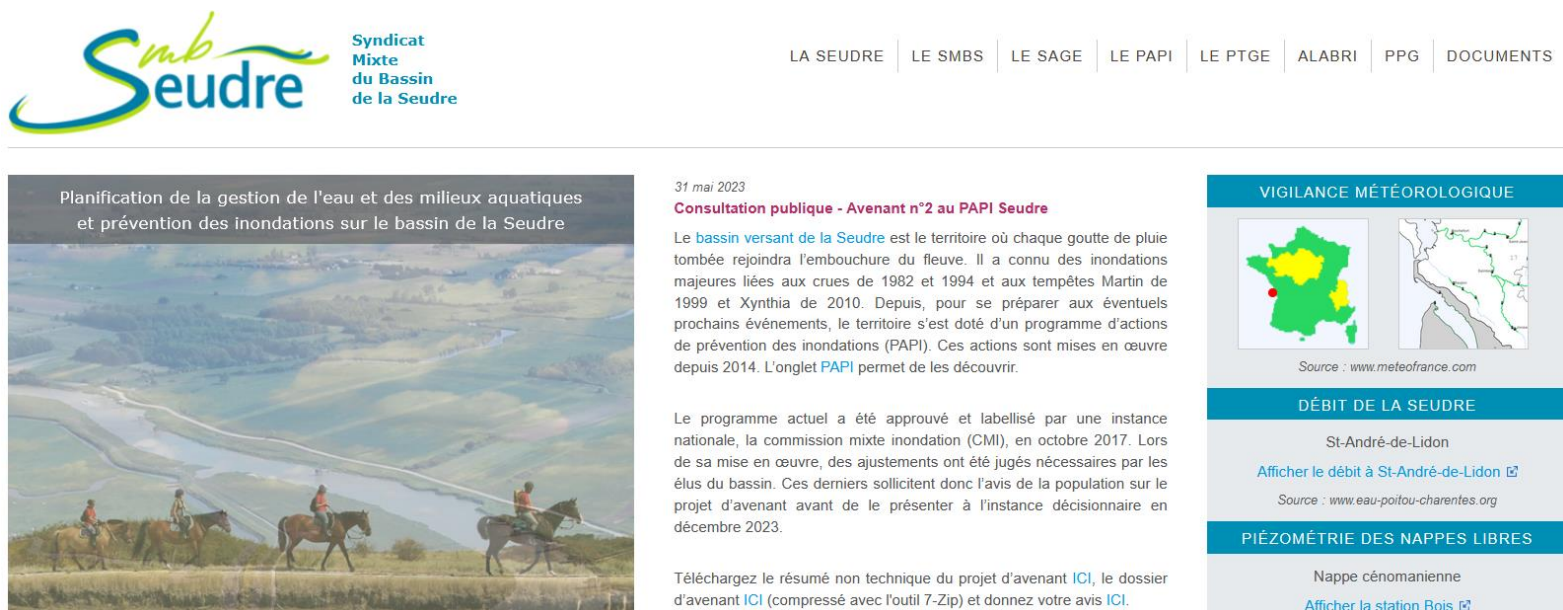 smb
Seudre
Syndicat
Mixte
du Bassin
de la Seudre
LA SEUDRE
LE SMBS
LE SAGE
LE PAPI
LE PTGE
ALABRI
PPG
DOCUMENTS
Planification de la gestion de l'eau et des milieux aquatiques
et prévention des inondations sur le bassin de la Seudre
31 mai 2023
Consultation publique - Avenant n°2 au PAPI Seudre
Le bassin versant de la Seudre est le territoire où chaque goutte de pluie
tombée rejoindra l’embouchure du fleuve. Il a connu des inondations
majeures liées aux crues de 1982 et 1994 et aux tempêtes Martin de
1999 et Xynthia de 2010. Depuis, pour se préparer aux éventuels
prochains événements, le territoire s’est doté d’un programme d’actions
de prévention des inondations (PAPI). Ces actions sont mises en œuvre
depuis 2014. L’onglet PAPI permet de les découvrir.
Le programme actuel a été approuvé et labellisé par une instance
nationale, la commission mixte inondation (CMI), en octobre 2017. Lors
de sa mise en œuvre, des ajustements ont été jugés nécessaires par les
élus du bassin. Ces derniers sollicitent donc l’avis de la population sur le
projet d’avenant avant de le présenter à l’instance décisionnaire en
décembre 2023.
Téléchargez le résumé non technique du projet d’avenant ICI, le dossier
d’avenant ICI (compressé avec l'outil 7-Zip) et donnez votre avis ICI.
VIGILANCE MÉTÉOROLOGIQUE
Source : www.meteofrance.com
DÉBIT DE LA SEUDRE
St-André-de-Lidon
Afficher le débit à St-André-de-Lidon
Source : www.eau-poitou-charentes.org
PIÉZOMÉTRIE DES NAPPES LIBRES
Nappe cénomanienne
Afficher la station Bois